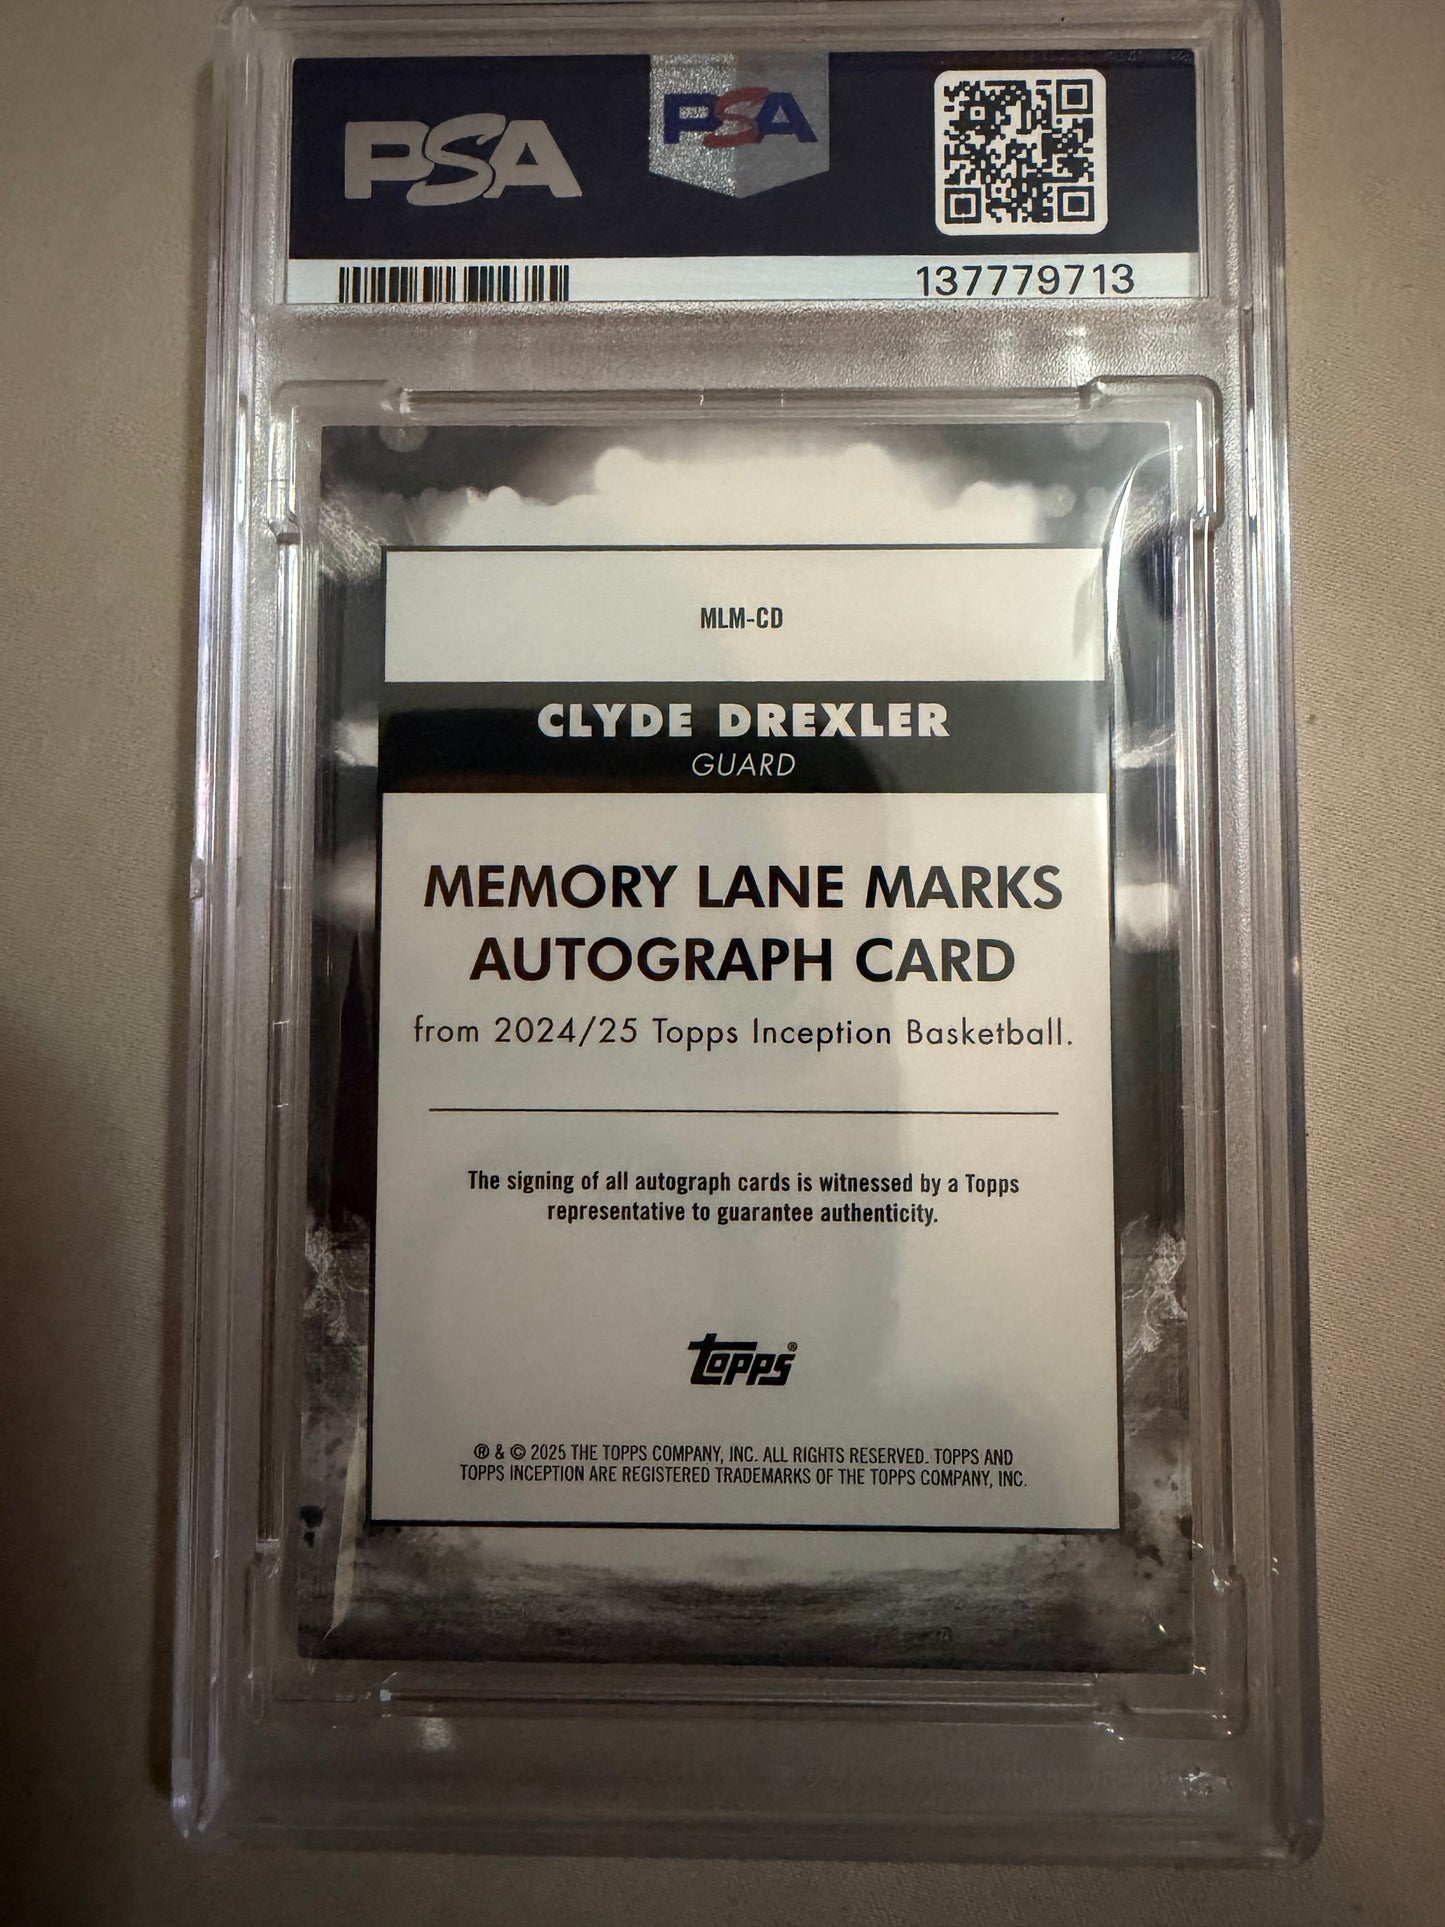 PSA
PSA
137779713
MLM-CD
CLYDE DREXLER
GUARD
MEMORY LANE MARKS
AUTOGRAPH CARD
from 2024/25 Topps Inception Basketball.
The signing of all autograph cards is witnessed by a Topps
representative to guarantee authenticity.
topps®
® & © 2025 THE TOPPS COMPANY, INC. ALL RIGHTS RESERVED. TOPPS AND
TOPPS INCEPTION ARE REGISTERED TRADEMARKS OF THE TOPPS COMPANY, INC.